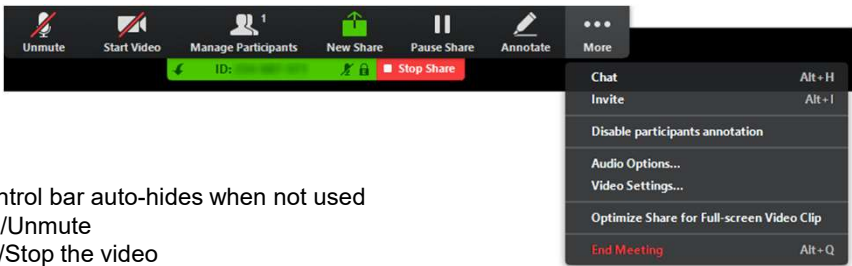 1
Unmute Start Video Manage Participants New Share Pause Share Annotate More
ID: Stop Share
Chat Alt+H
Invite Alt+I
Disable participants annotation
Audio Options...
Video Settings...
Optimize Share for Full-screen Video Clip
End Meeting Alt+Q
ntrol bar auto-hides when not used
/Unmute
/Stop the video